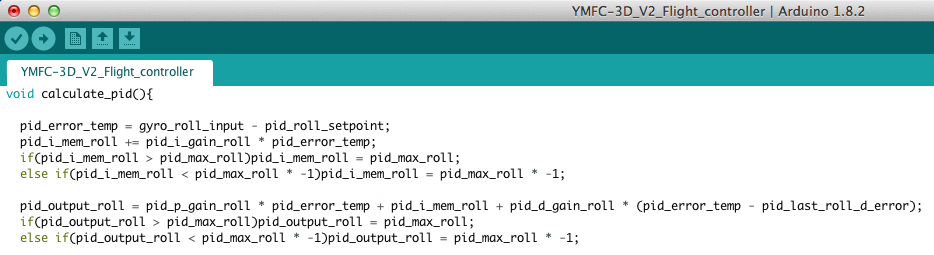 YMFC-3D_V2_Flight_controller | Arduino 1.8.2
YMFC-3D_V2_Flight_controller
void calculate_pid(){
pid_error_temp = gyro_roll_input - pid_roll_setpoint;
pid_i_mem_roll += pid_i_gain_roll * pid_error_temp;
if(pid_i_mem_roll > pid_max_roll)pid_i_mem_roll = pid_max_roll;
else if(pid_i_mem_roll < pid_max_roll * -1)pid_i_mem_roll = pid_max_roll * -1;
pid_output_roll = pid_p_gain_roll * pid_error_temp + pid_i_mem_roll + pid_d_gain_roll * (pid_error_temp - pid_last_roll_d_error);
if(pid_output_roll > pid_max_roll)pid_output_roll = pid_max_roll;
else if(pid_output_roll < pid_max_roll * -1)pid_output_roll = pid_max_roll * -1;